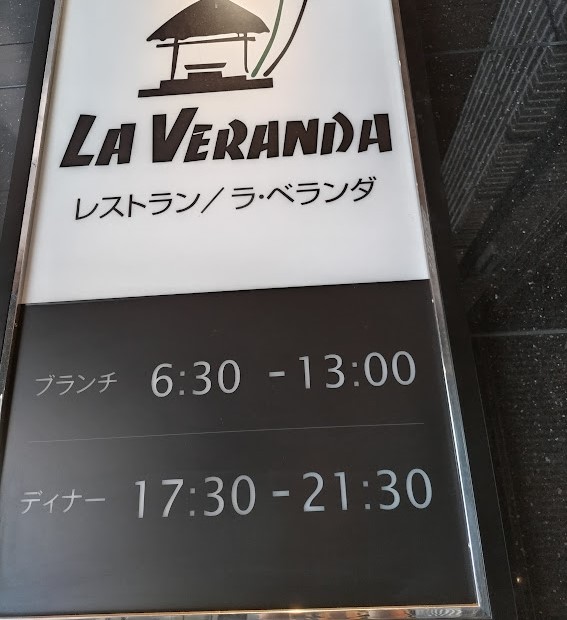 LA VERANDA
レストラン/ラ・ベランダ
ブランチ 6:30 -13:00
ディナー 17:30 -21:30